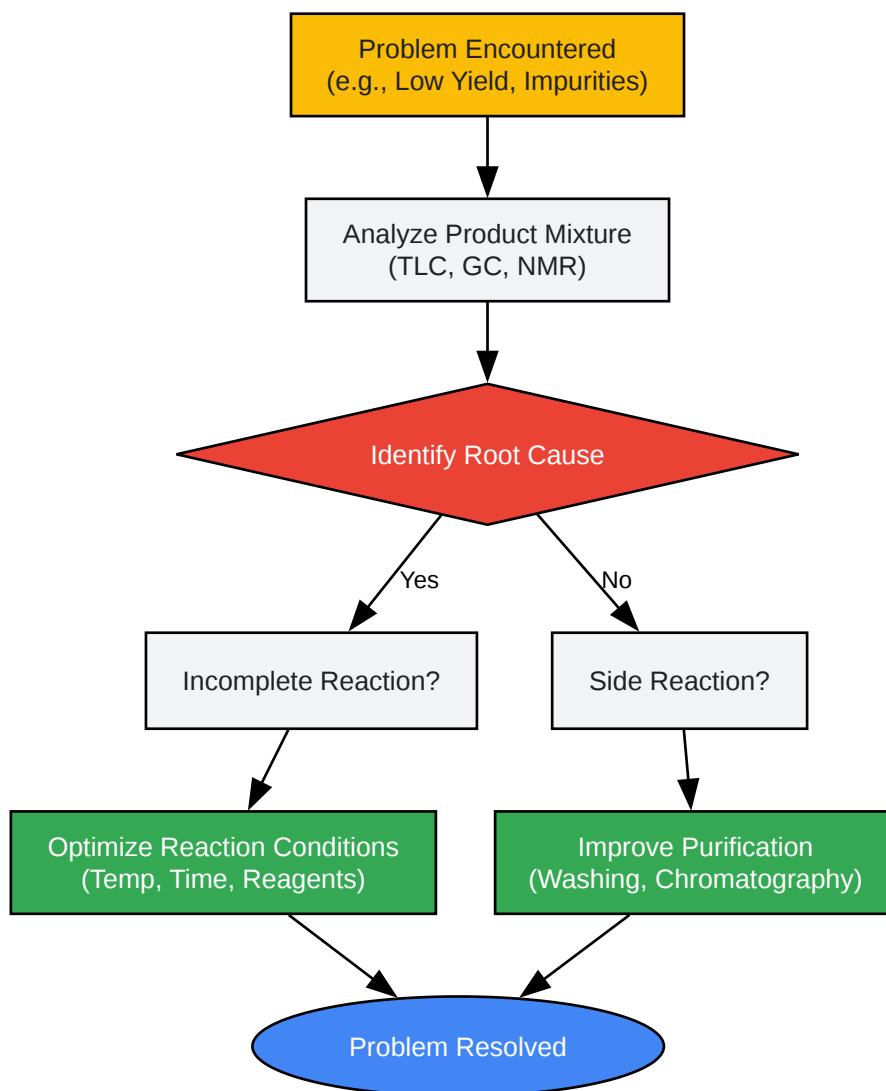 Problem Encountered
(e.g., Low Yield, Impurities)
Analyze Product Mixture
(TLC, GC, NMR)
Identify Root Cause
Yes
No
Incomplete Reaction?
Side Reaction?
Optimize Reaction Conditions
(Temp, Time, Reagents)
Improve Purification
(Washing, Chromatography)
Problem Resolved